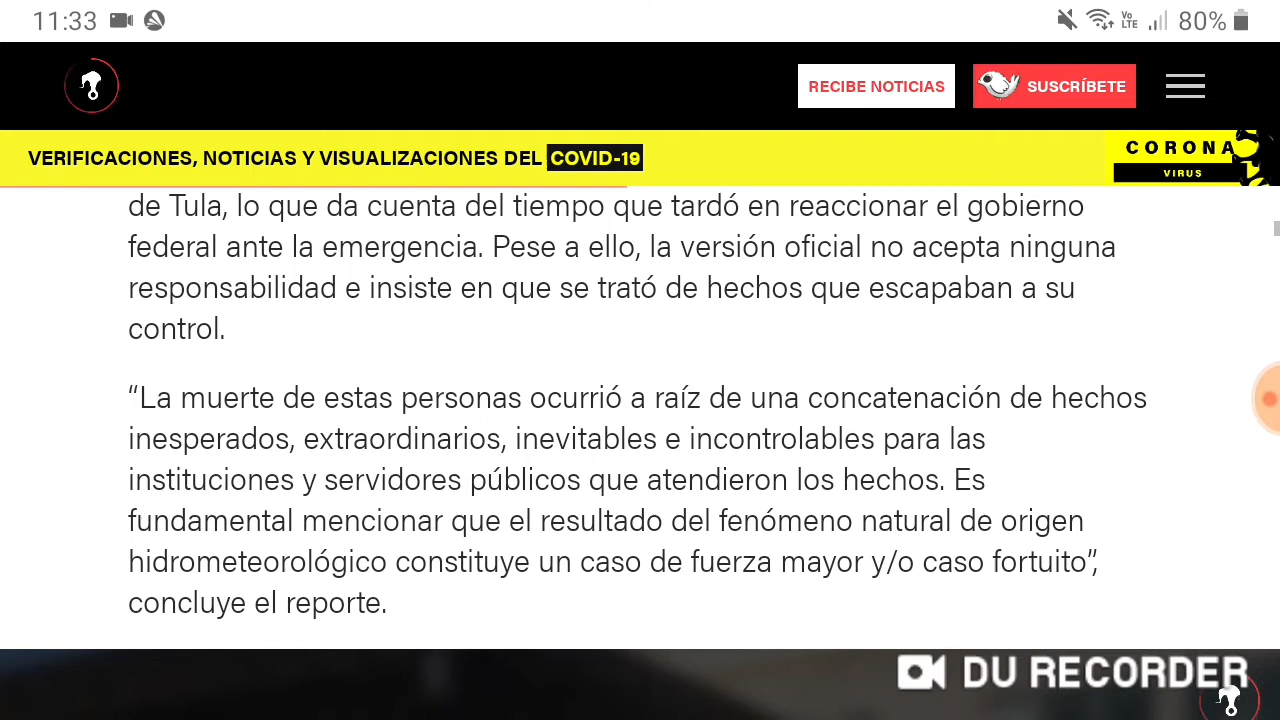 11:33 Vo LTE 80%
RECIBE NOTICIAS SUSCRÍBETE
VERIFICACIONES, NOTICIAS Y VISUALIZACIONES DEL COVID-19 CORONA
VIRUS
de Tula, lo que da cuenta del tiempo que tardó en reaccionar el gobierno
federal ante la emergencia. Pese a ello, la versión oficial no acepta ninguna
responsabilidad e insiste en que se trató de hechos que escapaban a su
control.
“La muerte de estas personas ocurrió a raíz de una concatenación de hechos
inesperados, extraordinarios, inevitables e incontrolables para las
instituciones y servidores públicos que atendieron los hechos. Es
fundamental mencionar que el resultado del fenómeno natural de origen
hidrometeorológico constituye un caso de fuerza mayor y/o caso fortuito”,
concluye el reporte.
DU RECORDER